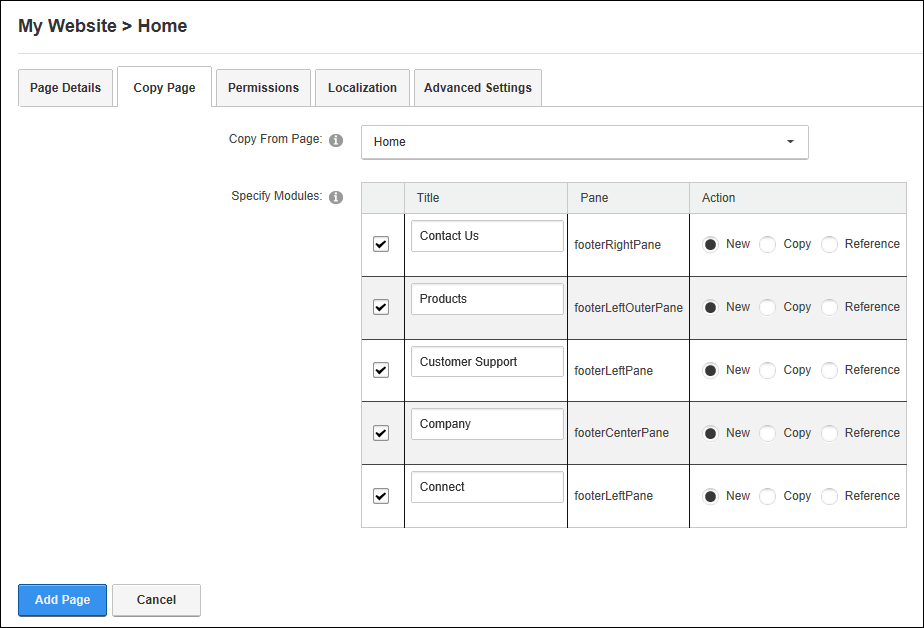 My Website > Home
Page Details Copy Page Permissions Localization Advanced Settings
Copy From Page: Home
Specify Modules: Title Pane Action
Contact Us footerRightPane New Copy Reference
Products footerLeftOuterPane New Copy Reference
Customer Support footerLeftPane New Copy Reference
Company footerCenterPane New Copy Reference
Connect footerLeftPane New Copy Reference
Add Page Cancel